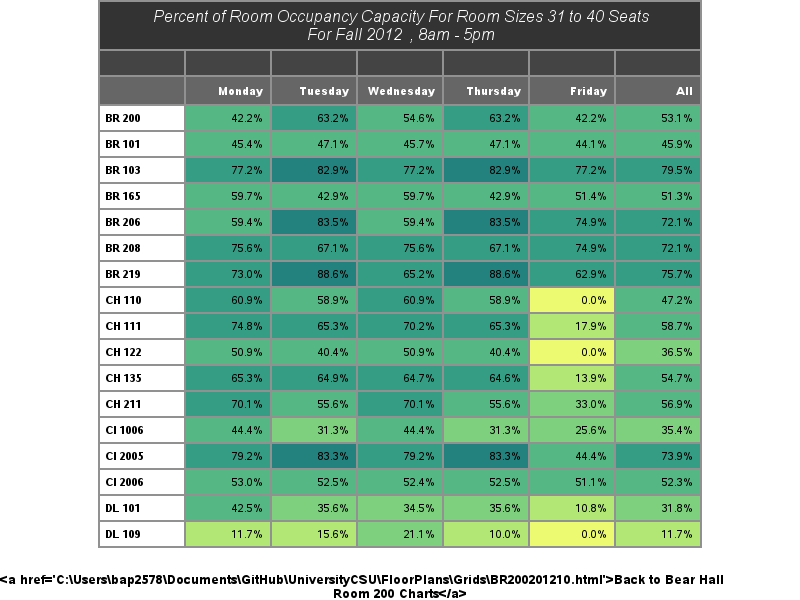 Percent of Room Occupancy Capacity For Room Sizes 31 to 40 Seats
For Fall 2012 , 8am - 5pm
Monday Tuesday Wednesday Thursday Friday All
BR 200 42.2% 63.2% 54.6% 63.2% 42.2% 53.1%
BR 101 45.4% 47.1% 45.7% 47.1% 44.1% 45.9%
BR 103 77.2% 82.9% 77.2% 82.9% 77.2% 79.5%
BR 165 59.7% 42.9% 59.7% 42.9% 51.4% 51.3%
BR 206 59.4% 83.5% 59.4% 83.5% 74.9% 72.1%
BR 208 75.6% 67.1% 75.6% 67.1% 74.9% 72.1%
BR 219 73.0% 88.6% 65.2% 88.6% 62.9% 75.7%
CH 110 60.9% 58.9% 60.9% 58.9% 0.0% 47.2%
CH 111 74.8% 65.3% 70.2% 65.3% 17.9% 58.7%
CH 122 50.9% 40.4% 50.9% 40.4% 0.0% 36.5%
CH 135 65.3% 64.9% 64.7% 64.6% 13.9% 54.7%
CH 211 70.1% 55.6% 70.1% 55.6% 33.0% 56.9%
CI 1006 44.4% 31.3% 44.4% 31.3% 25.6% 35.4%
CI 2005 79.2% 83.3% 79.2% 83.3% 44.4% 73.9%
CI 2006 53.0% 52.5% 52.4% 52.5% 51.1% 52.3%
DL 101 42.5% 35.6% 34.5% 35.6% 10.8% 31.8%
DL 109 11.7% 15.6% 21.1% 10.0% 0.0% 11.7%
<a href='C:\Users\bap2578\Documents\GitHub\UniversityCSU\FloorPlans\Grids\BR200201210.html'>Back to Bear Hall
Room 200 Charts</a>